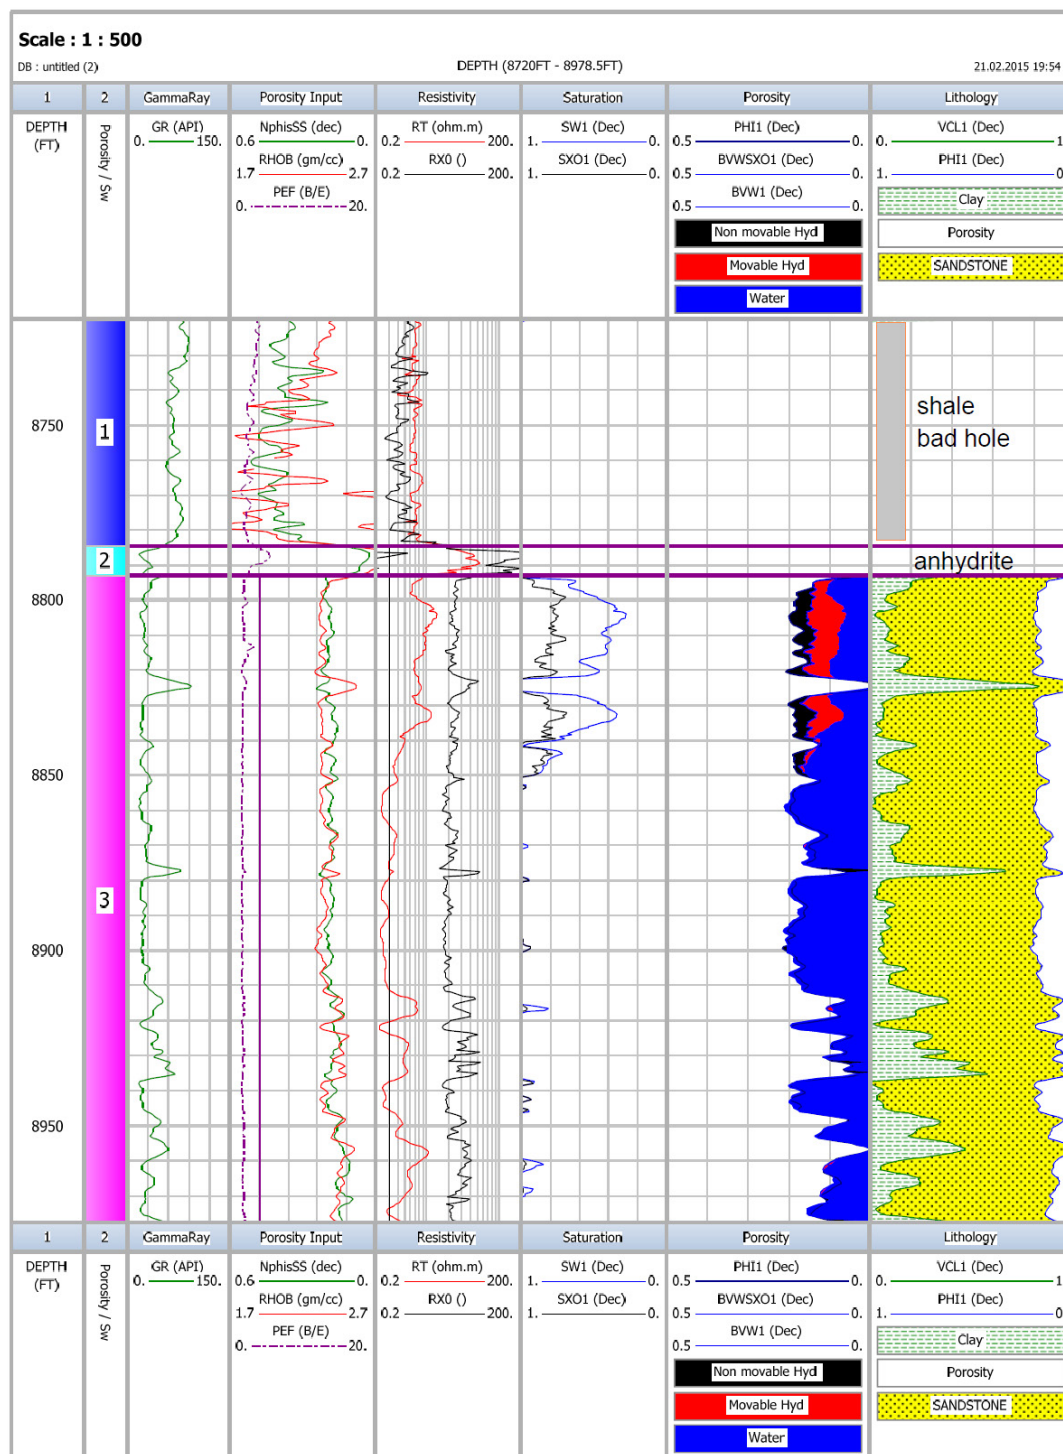 Scale : 1 : 500
DB : untitled (2) DEPTH (8720FT - 8978.5FT) 21.02.2015 19:54
1 2 GammaRay Porosity Input Resistivity Saturation Porosity Lithology
DEPTH (FT)
Porosity / Sw
GR (API)
0. 150.
NphisSS (dec)
0.6 0.
RHOB (gm/cc)
1.7 2.7
PEF (B/E)
0. 20.
RT (ohm.m)
0.2 200.
RX0 ()
0.2 200.
SW1 (Dec)
1. 0.
SXO1 (Dec)
1. 0.
PHI1 (Dec)
0.5 0.
BVWSXO1 (Dec)
0.5 0.
BVW1 (Dec)
0.5 0.
Non movable Hyd
Movable Hyd
Water
VCL1 (Dec)
0. 1
PHI1 (Dec)
1. 0
Clay
Porosity
SANDSTONE
8750
1
shale
bad hole
2
anhydrite
8800
8850
3
8900
8950
1 2 GammaRay Porosity Input Resistivity Saturation Porosity Lithology
DEPTH (FT)
Porosity / Sw
GR (API)
0. 150.
NphisSS (dec)
0.6 0.
RHOB (gm/cc)
1.7 2.7
PEF (B/E)
0. 20.
RT (ohm.m)
0.2 200.
RX0 ()
0.2 200.
SW1 (Dec)
1. 0.
SXO1 (Dec)
1. 0.
PHI1 (Dec)
0.5 0.
BVWSXO1 (Dec)
0.5 0.
BVW1 (Dec)
0.5 0.
Non movable Hyd
Movable Hyd
Water
VCL1 (Dec)
0. 1
PHI1 (Dec)
1. 0
Clay
Porosity
SANDSTONE